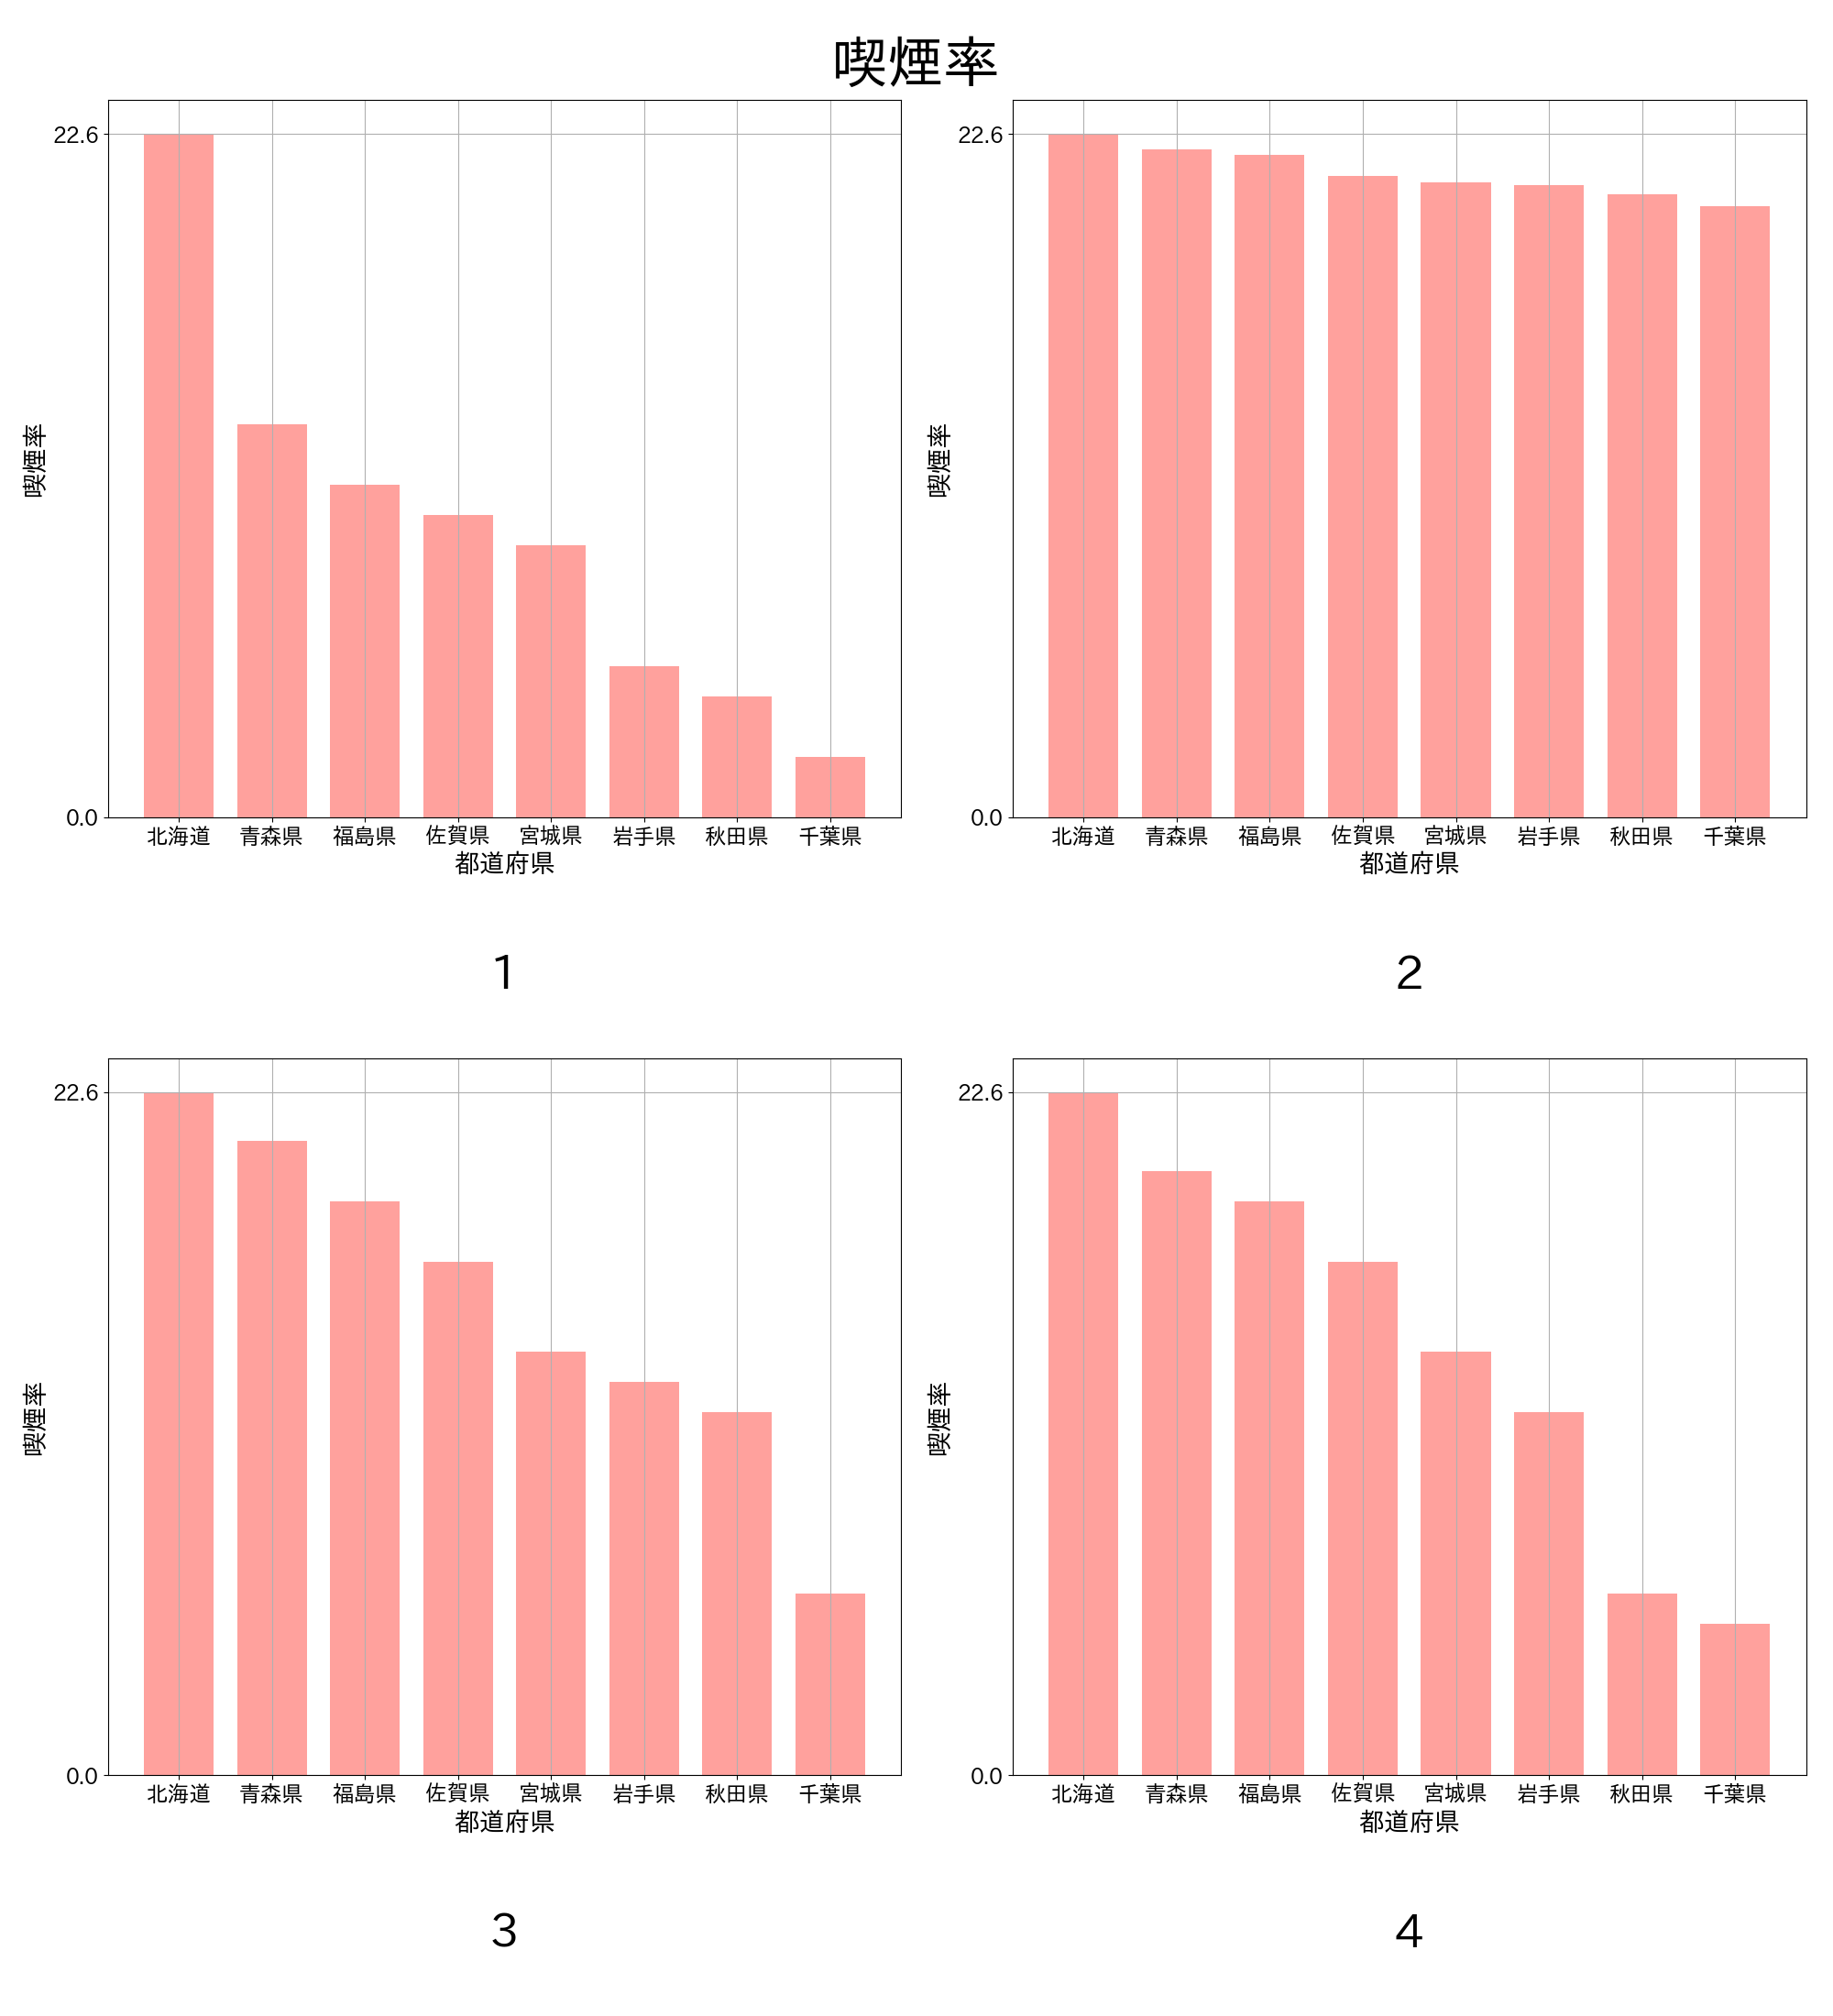 喫煙率
22.6
0.0
喫煙率
北海道 青森県 福島県 佐賀県 宮城県 岩手県 秋田県 千葉県
都道府県
1
22.6
0.0
喫煙率
北海道 青森県 福島県 佐賀県 宮城県 岩手県 秋田県 千葉県
都道府県
2
22.6
0.0
喫煙率
北海道 青森県 福島県 佐賀県 宮城県 岩手県 秋田県 千葉県
都道府県
3
22.6
0.0
喫煙率
北海道 青森県 福島県 佐賀県 宮城県 岩手県 秋田県 千葉県
都道府県
4